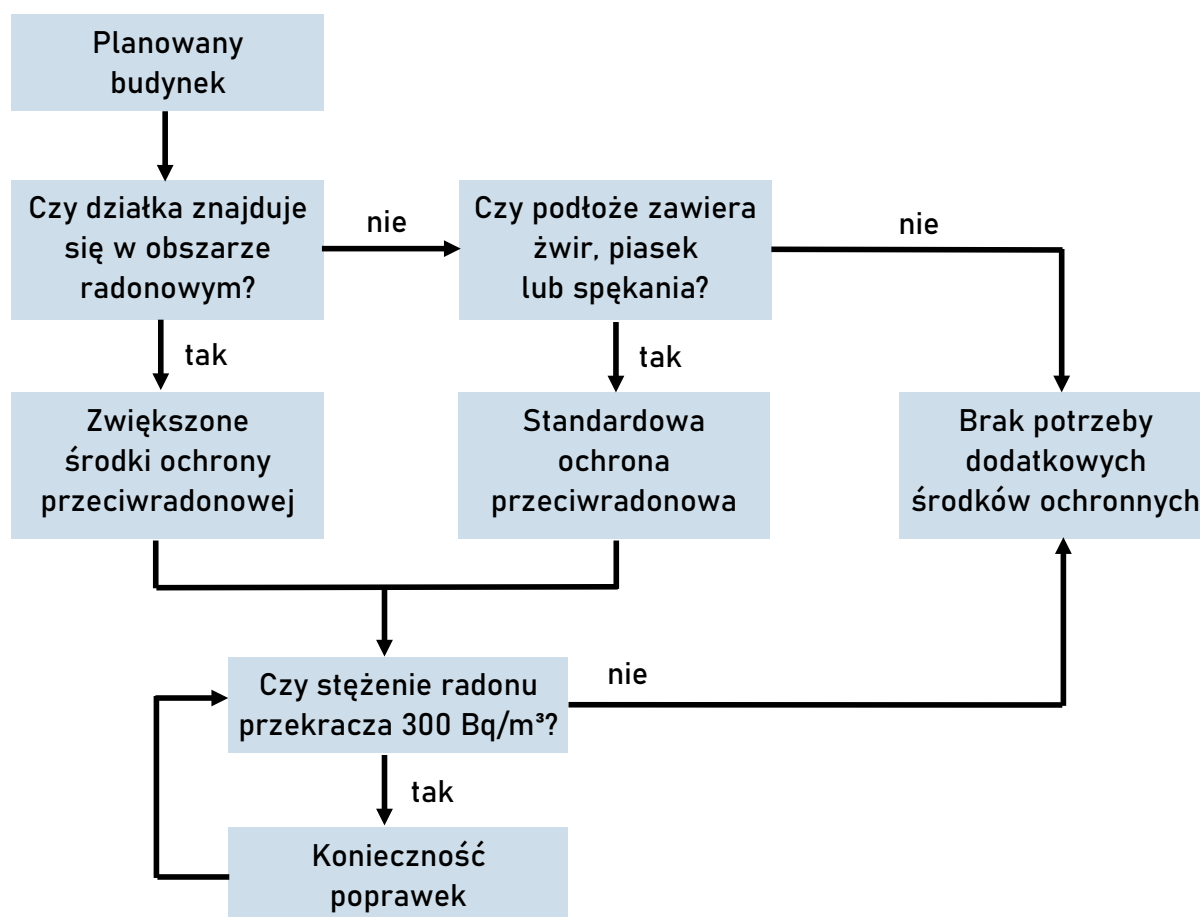 Planowany
budynek
Czy działka znajduje
się w obszarze
radonowym?
nie
Czy podłoże zawiera
żwir, piasek
lub spękania?
nie
tak
tak
Zwiększone
środki ochrony
przeciwradonowej
Standardowa
ochrona
przeciwradonowa
Brak potrzeby
dodatkowych
środków ochronnych
Czy stężenie radonu
przekracza 300 Bq/m³?
nie
tak
Konieczność
poprawek